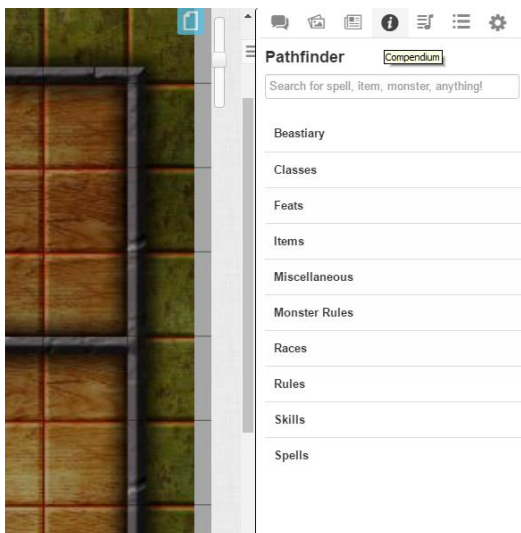 Pathfinder
Compendium
Search for spell, item, monster, anything!
Beastiary
Classes
Feats
Items
Miscellaneous
Monster Rules
Races
Rules
Skills
Spells